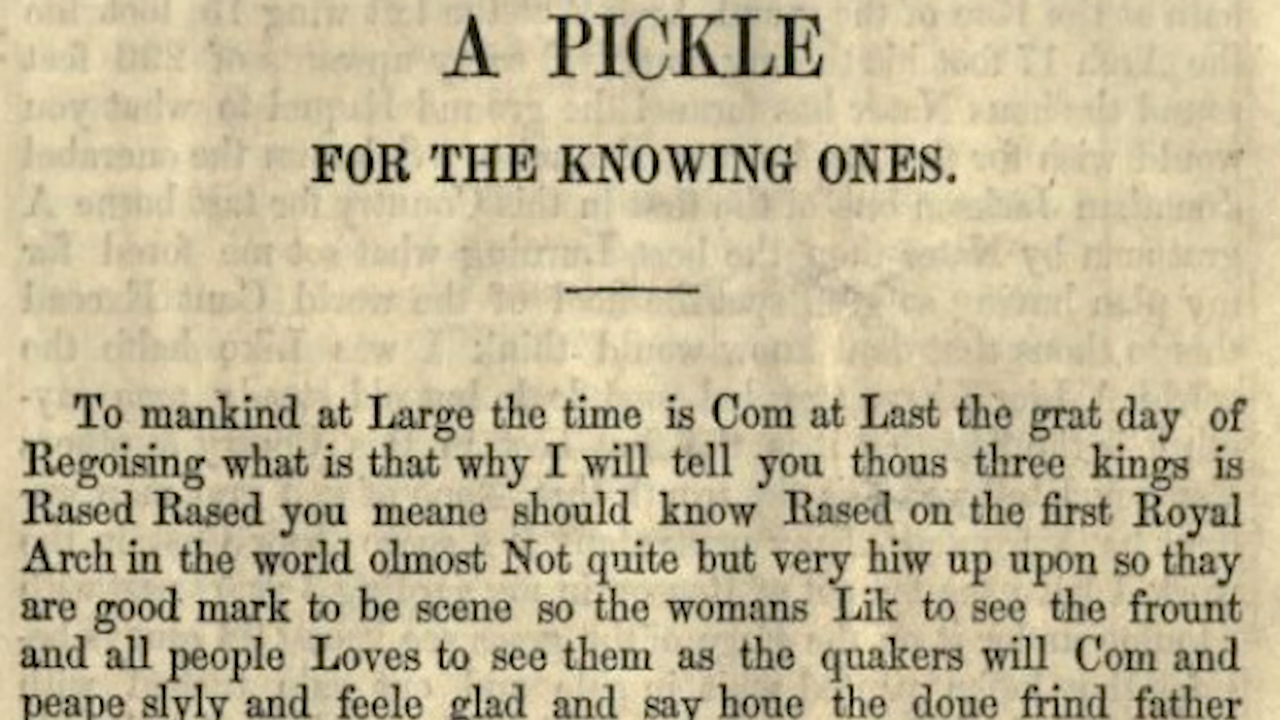 A PICKLE
FOR THE KNOWING ONES.
To mankind at Large the time is Com at Last the grat day of
Regoising what is that why I will tell you thous three kings is
Rased Rased you meane should know Rased on the first Royal
Arch in the world olmost Not quite but very hiw up upon so thay
are good mark to be scene so the womans Lik to see the frount
and all people Loves to see them as the quakers will Com and
peape slyly and feele glad and say houe the doue frind father